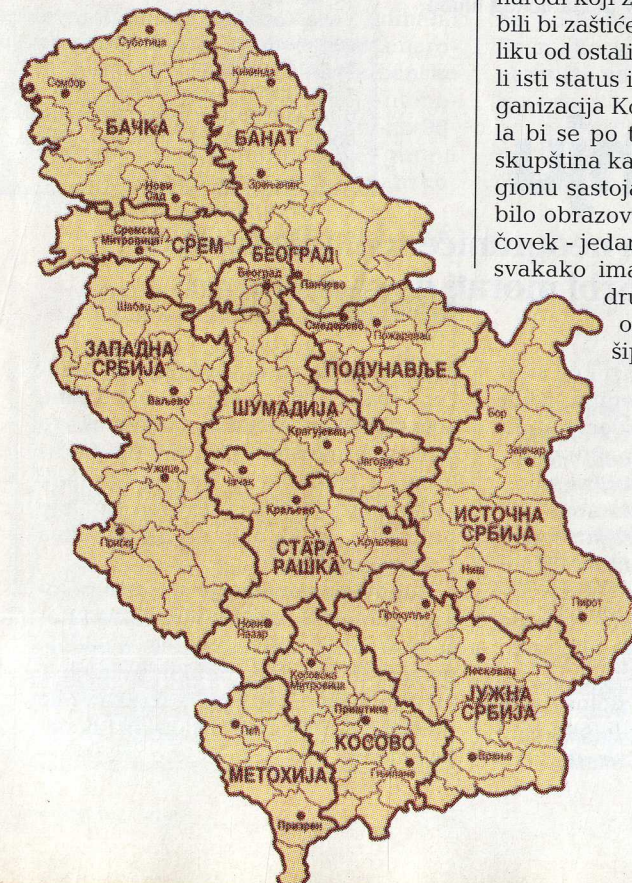 narodi koji z
bili bi zaštiće
liku od ostali
li isti status i
ganizacija Ko
la bi se po t
skupština ka
gionu sastoja
bilo obrazov
čovek - jedan
svakako ima
dru
o
šip
Суботица
Сомбор
Кикинда
БАЧКА
БАНАТ
Зрењанин
Нови
Сад
Сремска
Митровица
СРЕМ
БЕОГРАД
Београд
Панчево
Шабац
Смедерево
Пожаревац
ЗАПАДНА
СРБИЈА
ПОДУНАВЉЕ
Ваљево
ШУМАДИЈА
Бор
Крагујевац
Јагодина
Зајечар
Ужице
Чачак
Краљево
ИСТОЧНА
СРБИЈА
Крушевац
Прибој
СТАРА
РАШКА
Ниш
Пирот
Прокупље
Нови
Пазар
Лесковац
Косовска
Митровица
ЈУЖНА
СРБИЈА
Приштина
Пећ
КОСОВО
Врање
Гњилане
МЕТОХИЈА
Призрен